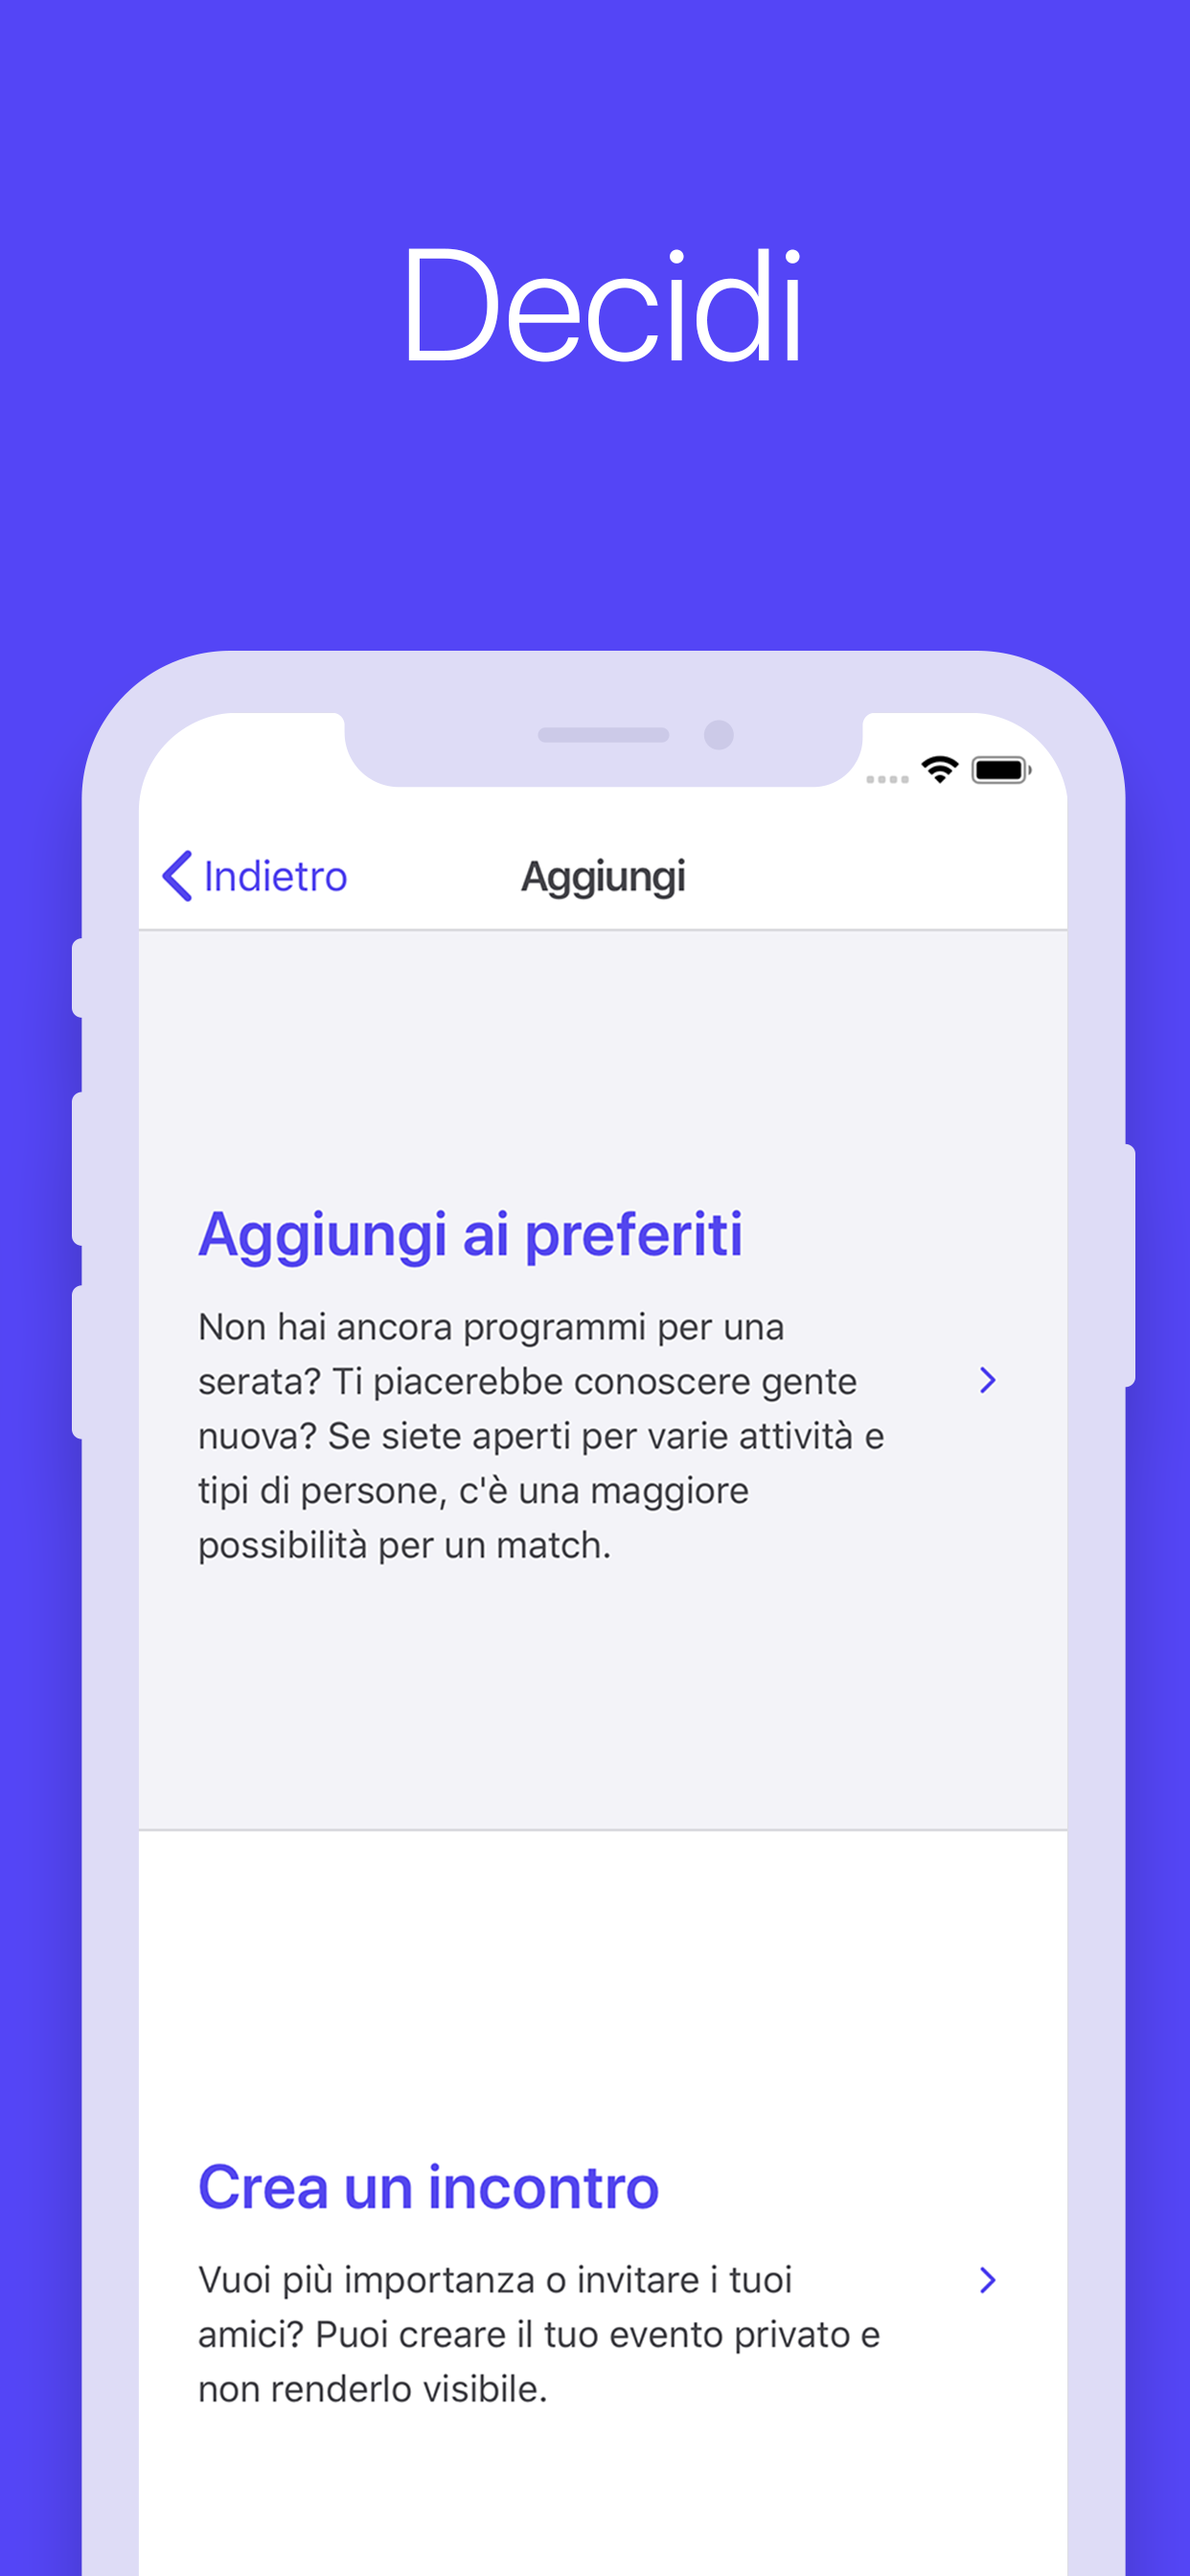 Decidi
Indietro
Aggiungi
Aggiungi ai preferiti
Non hai ancora programmi per una
serata? Ti piacerebbe conoscere gente
nuova? Se siete aperti per varie attività e
tipi di persone, c'è una maggiore
possibilità per un match.
Crea un incontro
Vuoi più importanza o invitare i tuoi
amici? Puoi creare il tuo evento privato e
non renderlo visibile.